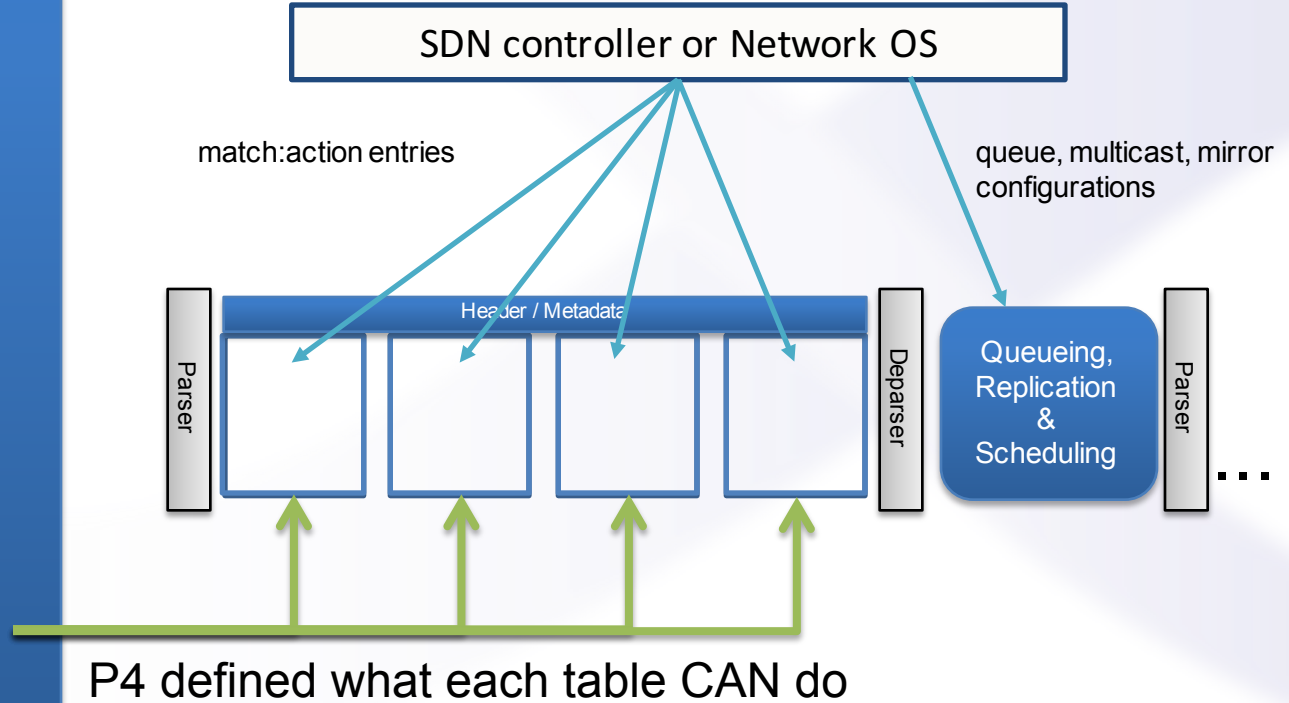 SDN controller or Network OS
match:action entries
queue, multicast, mirror
configurations
Header / Metadata
Parser
Deparser
Queueing,
Replication
&
Scheduling
Parser
...
P4 defined what each table CAN do